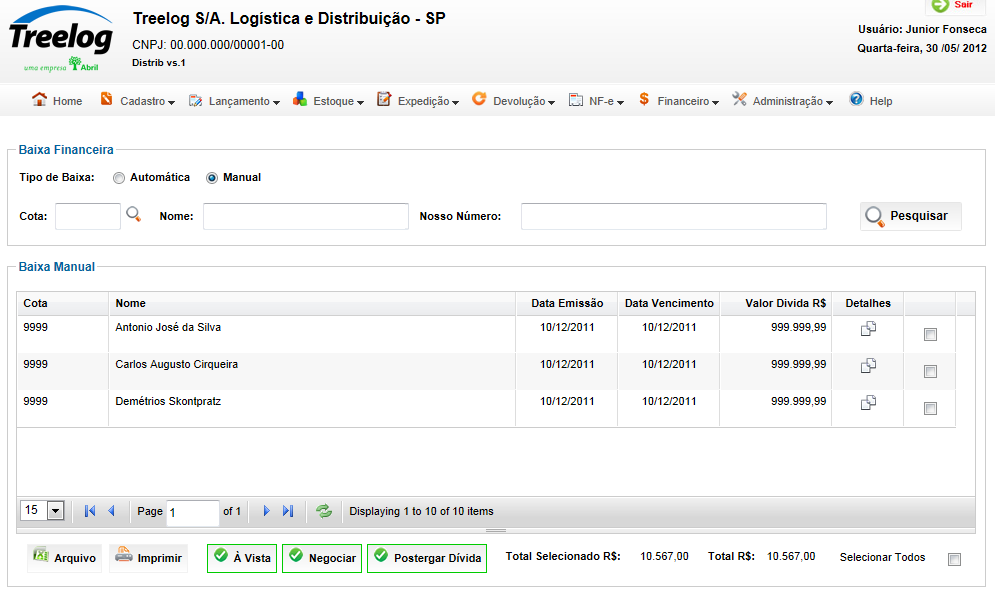 Sair
Treelog
uma empresa Abril
Treelog S/A. Logística e Distribuição - SP
CNPJ: 00.000.000/00001-00
Distrib vs.1
Usuário: Junior Fonseca
Quarta-feira, 30 /05/ 2012
Home Cadastro Lançamento Estoque Expedição Devolução NF-e Financeiro Administração Help
Baixa Financeira
Tipo de Baixa: Automática Manual
Cota: Nome: Nosso Número: Pesquisar
Baixa Manual
Cota Nome Data Emissão Data Vencimento Valor Divida R$ Detalhes
9999 Antonio José da Silva 10/12/2011 10/12/2011 999.999,99
9999 Carlos Augusto Cirqueira 10/12/2011 10/12/2011 999.999,99
9999 Demétrios Skontpratz 10/12/2011 10/12/2011 999.999,99
15 Page 1 of 1 Displaying 1 to 10 of 10 items
Arquivo Imprimir À Vista Negociar Postergar Dívida Total Selecionado R$: 10.567,00 Total R$: 10.567,00 Selecionar Todos